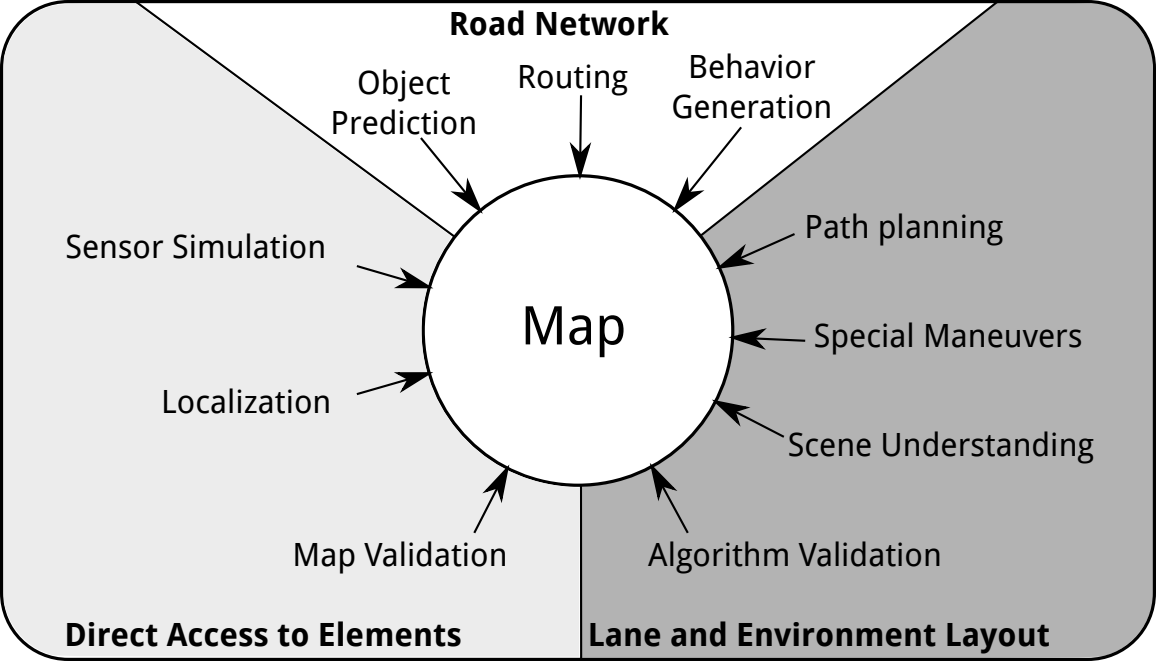 Road Network
Object
Prediction
Routing
Behavior
Generation
Sensor Simulation
Path planning
Map
Special Maneuvers
Localization
Scene Understanding
Map Validation
Algorithm Validation
Direct Access to Elements
Lane and Environment Layout